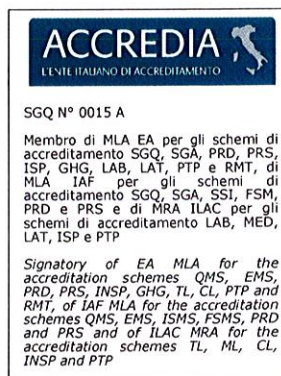 ACCREDIA
L'ENTE ITALIANO DI ACCREDITAMENTO
SGQ N° 0015 A
Membro di MLA EA per gli schemi di
accreditamento SGQ, SGA, PRD, PRS,
ISP, GHG, LAB, LAT, PTP e RMT, di
MLA IAF per gli schemi di
accreditamento SGQ, SGA, SSI, FSM,
PRD e PRS e di MRA ILAC per gli
schemi di accreditamento LAB, MED,
LAT, ISP e PTP
Signatory of EA MLA for the
accreditation schemes QMS, EMS,
PRD, PRS, INSP, GHG, TL, CL, PTP and
RMT, of IAF MLA for the accreditation
schemes QMS, EMS, ISMS, FSMS, PRD
and PRS and of ILAC MRA for the
accreditation schemes TL, ML, CL,
INSP and PTP